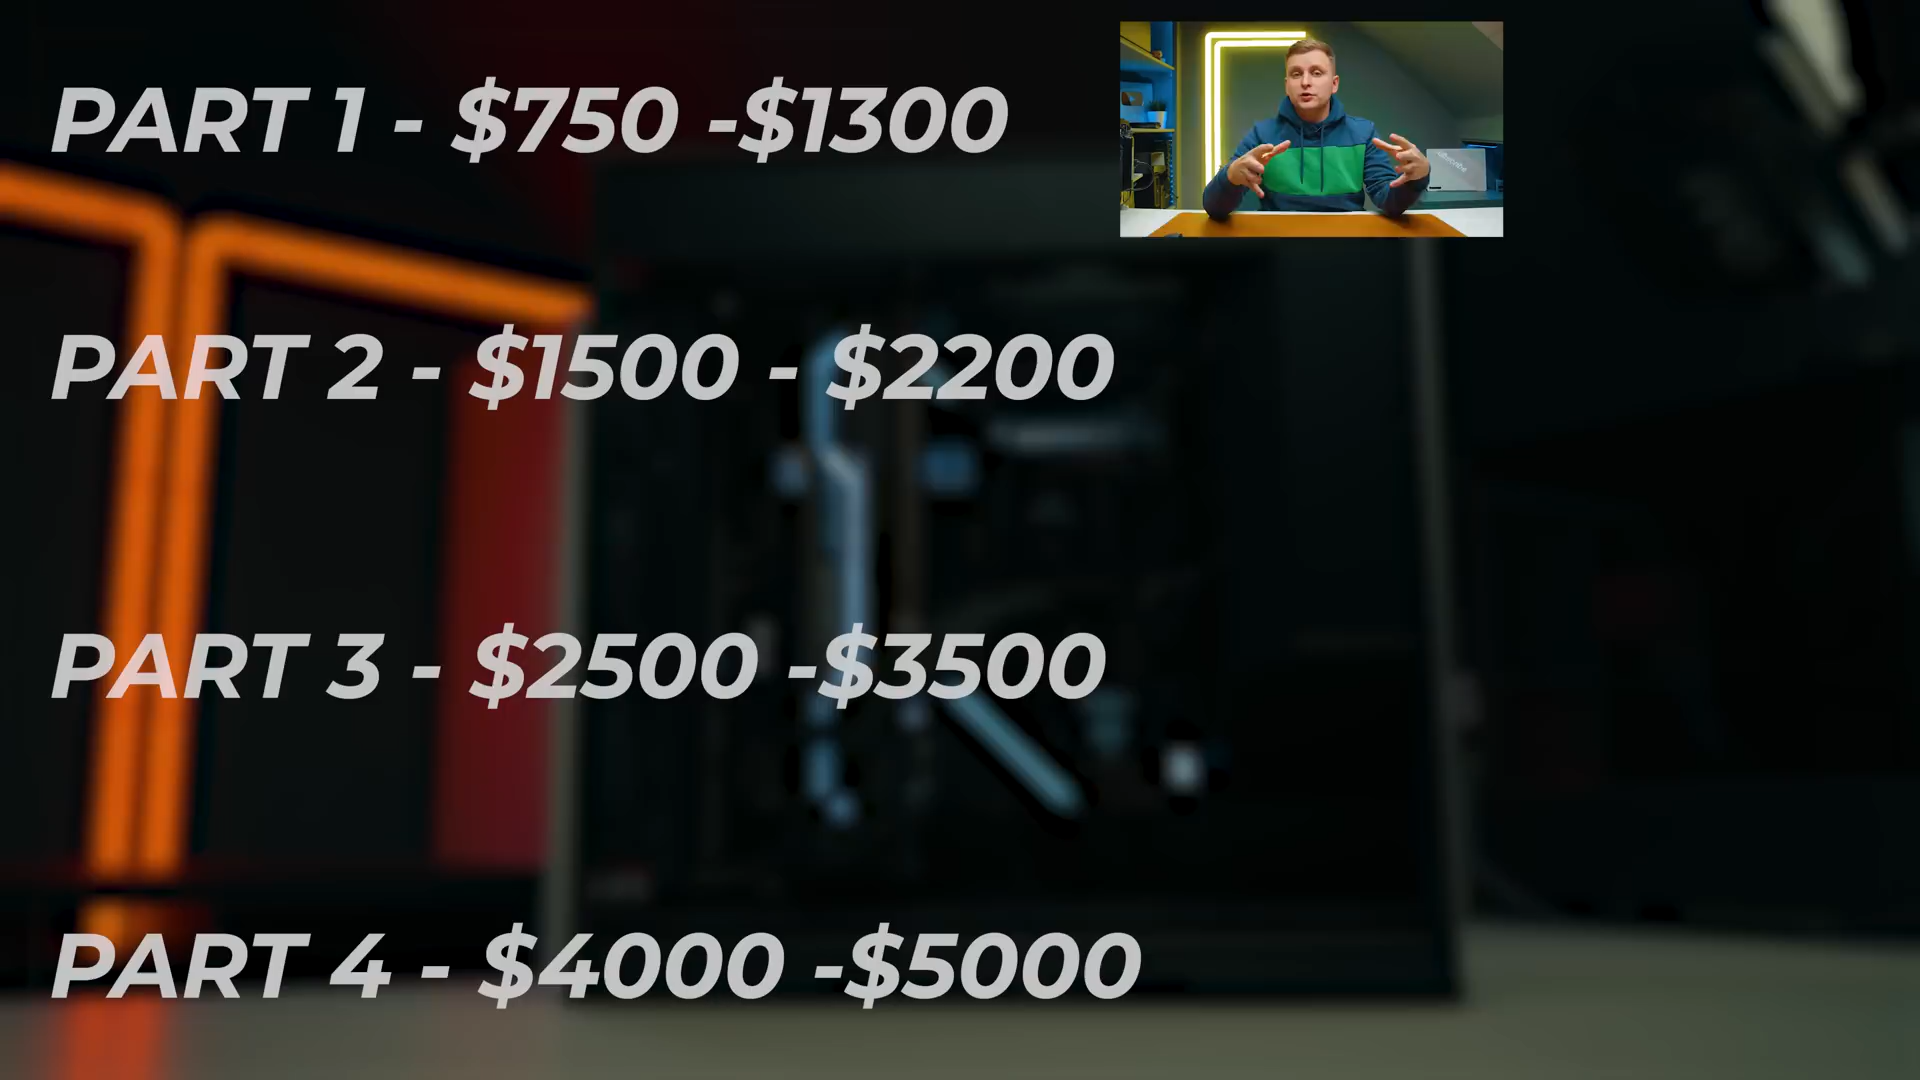 PART 1 - $750 -$1300
PART 2 - $1500 - $2200
PART 3 - $2500 -$3500
PART 4 - $4000 -$5000